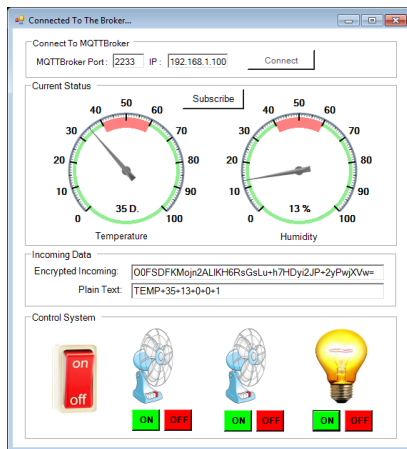 Connected To The Broker...
Connect To MQTTBroker
MQTTBroker Port : 2233 IP : 192.168.1.100 Connect
Current Status
Subscribe
0 10 20 30 40 50 60 70 80 90 100
35 D.
Temperature
0 10 20 30 40 50 60 70 80 90 100
13 %
Humidity
Incoming Data
Encrypted Incoming: O0FSDFKMojn2ALIKH6RsGsLu+h7HDyi2JP+2yPwjXVw=
Plain Text: TEMP+35+13+0+0+1
Control System
on
off
ON OFF ON OFF ON OFF